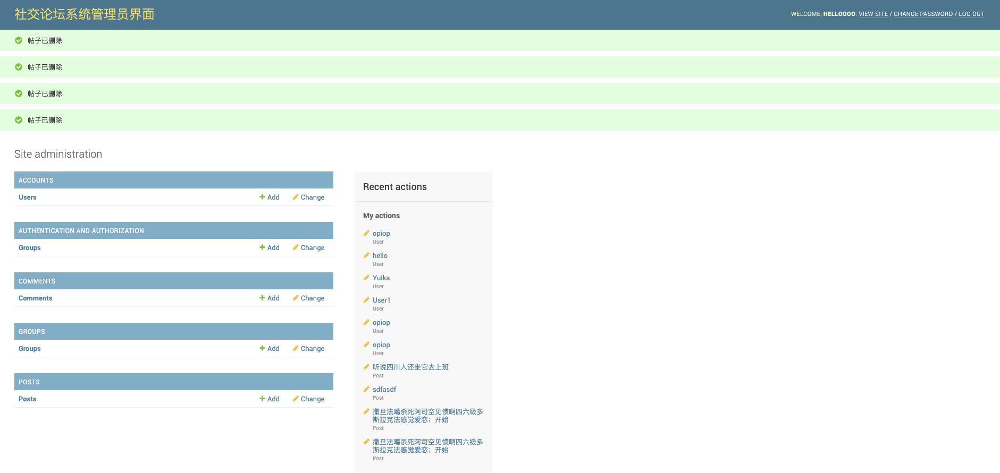 社交论坛系统管理员界面
WELCOME, HELLOOOO. VIEW SITE / CHANGE PASSWORD / LOG OUT
帖子已删除
帖子已删除
帖子已删除
帖子已删除
Site administration
ACCOUNTS
Users Add Change
AUTHENTICATION AND AUTHORIZATION
Groups Add Change
COMMENTS
Comments Add Change
GROUPS
Groups Add Change
POSTS
Posts Add Change
Recent actions
My actions
opiop
User
hello
User
Yuika
User
User1
User
opiop
User
opiop
User
听说四川人还坐它去上班
Post
sdfasdf
Post
撒旦法噶杀死阿司空见惯啊四六级多
斯拉克法感觉爱恋；开始
Post
撒旦法噶杀死阿司空见惯啊四六级多
斯拉克法感觉爱恋；开始
Post